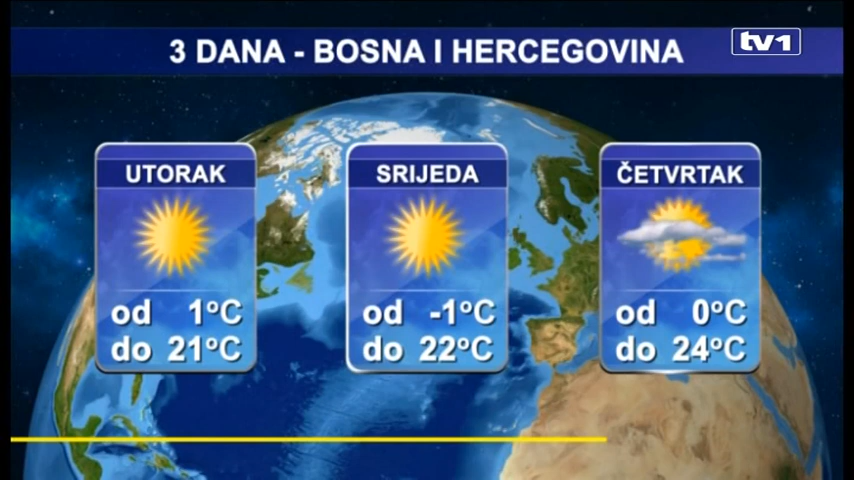 tv1
3 DANA - BOSNA I HERCEGOVINA
UTORAK
od 1°C
do 21°C
SRIJEDA
od -1°C
do 22°C
ČETVRTAK
od 0°C
do 24°C